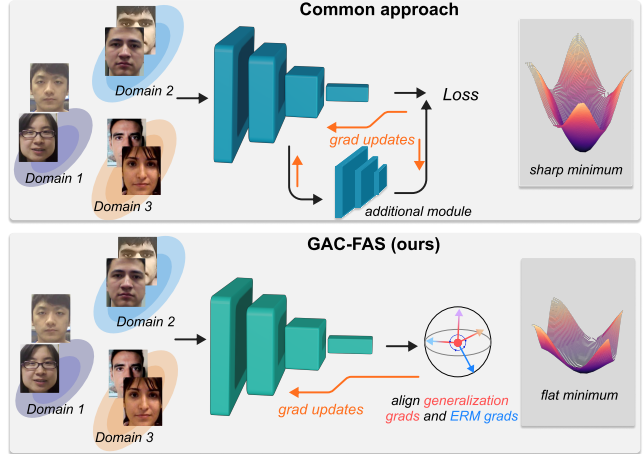 Common approach
Domain 2
Domain 1
Domain 3
Loss
grad updates
additional module
sharp minimum
GAC-FAS (ours)
Domain 2
Domain 1
Domain 3
grad updates
align generalization
grads and ERM grads
flat minimum